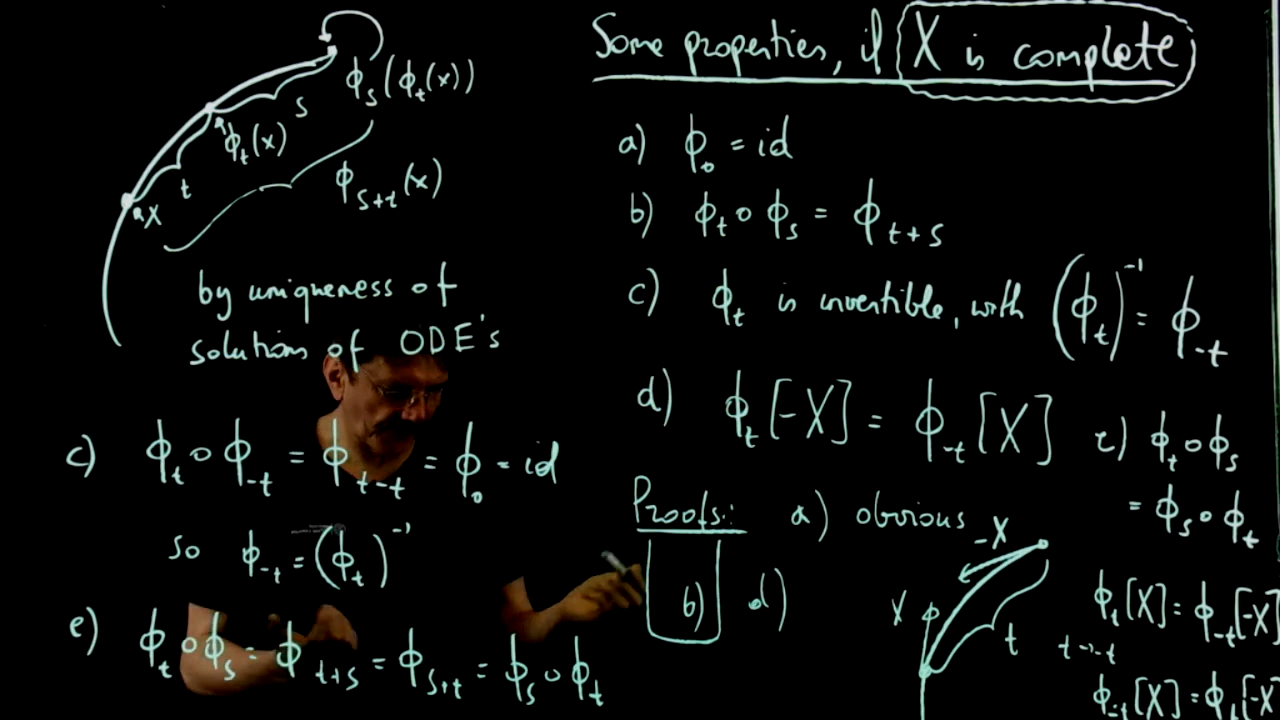 Some properties, if X is complete
a) ϕ₀ = id
b) ϕₜ ∘ ϕₛ = ϕₜ₊ₛ
c) ϕₜ is invertible, with (ϕₜ)⁻¹ = ϕ₋ₜ
d) ϕₜ[-X] = ϕ₋ₜ[X]
e) ϕₜ ∘ ϕₛ
= ϕₛ ∘ ϕₜ
ϕₛ(ϕₜ(x))
s
ϕₜ(x)
t
ϕₛ₊ₜ(x)
x
by uniqueness of
solutions of ODE's
c) ϕₜ ∘ ϕ₋ₜ = ϕₜ₋ₜ = ϕ₀ = id
so ϕ₋ₜ = (ϕₜ)⁻¹
e) ϕₜ ∘ ϕₛ = ϕₜ₊ₛ = ϕₛ₊ₜ = ϕₛ ∘ ϕₜ
Proofs: a) obvious
b) d)
-X
X
t
ϕₜ[X] = ϕ₋ₜ[-X]
t → -t
ϕ₋ₜ[X] = ϕₜ[-X